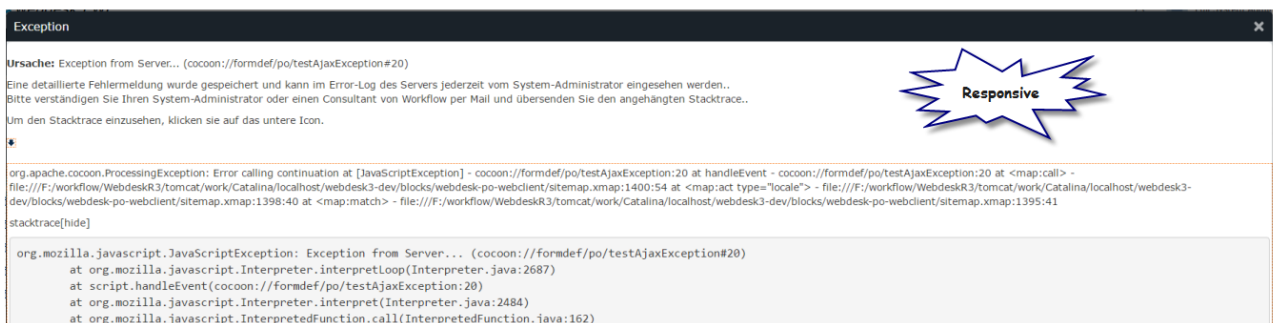 Exception
Ursache: Exception from Server... (cocoon://formdef/po/testAjaxException#20)
Eine detaillierte Fehlermeldung wurde gespeichert und kann im Error-Log des Servers jederzeit vom System-Administrator eingesehen werden..
Bitte verständigen Sie Ihren System-Administrator oder einen Consultant von Workflow per Mail und übersenden Sie den angehängten Stacktrace..
Um den Stacktrace einzusehen, klicken sie auf das untere Icon.
Responsive
org.apache.cocoon.ProcessingException: Error calling continuation at [JavaScriptException] - cocoon://formdef/po/testAjaxException:20 at handleEvent - cocoon://formdef/po/testAjaxException:20 at <map:call> -
file:///F:/workflow/WebdeskR3/tomcat/work/Catalina/localhost/webdesk3-dev/blocks/webdesk-po-webclient/sitemap.xmap:1400:54 at <map:act type="locale"> - file:///F:/workflow/WebdeskR3/tomcat/work/Catalina/localhost/webdesk3-
dev/blocks/webdesk-po-webclient/sitemap.xmap:1398:40 at <map:match> - file:///F:/workflow/WebdeskR3/tomcat/work/Catalina/localhost/webdesk3-dev/blocks/webdesk-po-webclient/sitemap.xmap:1395:41
stacktrace[hide]
org.mozilla.javascript.JavaScriptException: Exception from Server... (cocoon://formdef/po/testAjaxException#20)
at org.mozilla.javascript.Interpreter.interpretLoop(Interpreter.java:2687)
at script.handleEvent(cocoon://formdef/po/testAjaxException:20)
at org.mozilla.javascript.Interpreter.interpret(Interpreter.java:2484)
at org.mozilla.javascript.InterpretedFunction.call(InterpretedFunction.java:162)